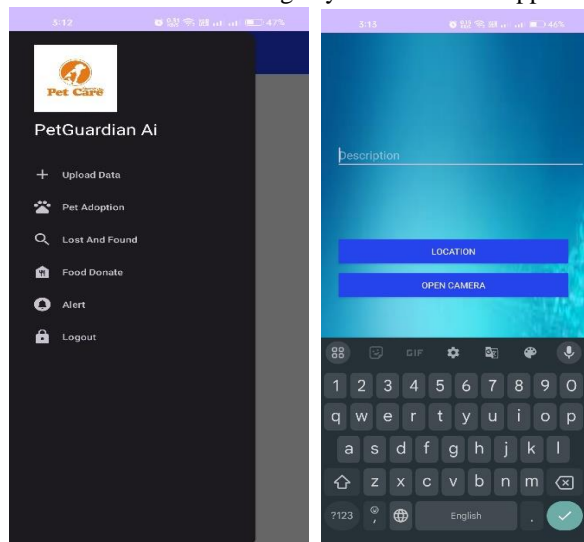 5:12
47%
Pet Care
PetGuardian Ai
Upload Data
Pet Adoption
Lost And Found
Food Donate
Alert
Logout
5:13
46%
Description
LOCATION
OPEN CAMERA
GIF
1 2 3 4 5 6 7 8 9 0
q w e r t y u i o p
a s d f g h j k l
z x c v b n m
?123 , English .